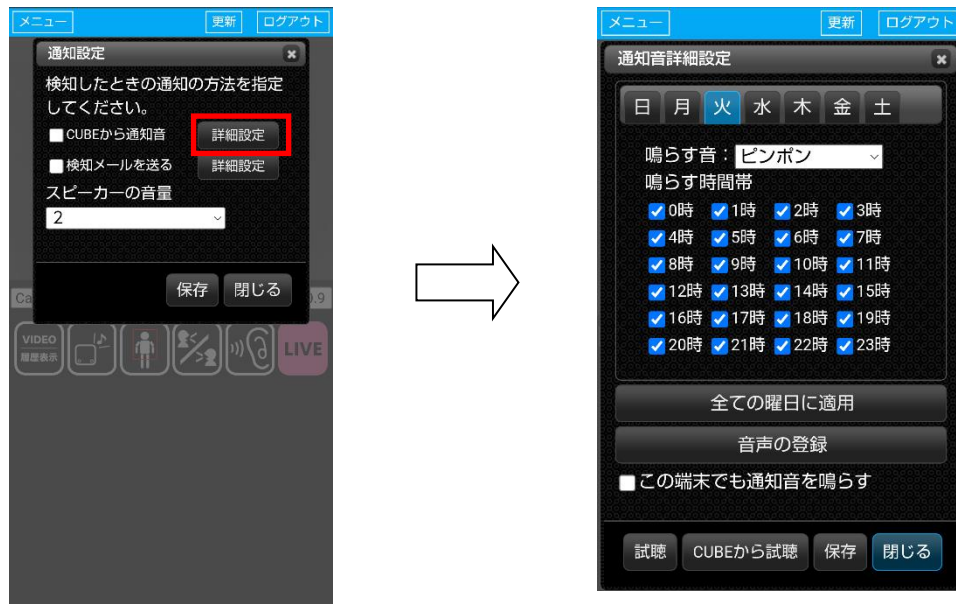 メニュー 更新 ログアウト
通知設定
検知したときの通知の方法を指定
してください。
CUBEから通知音 詳細設定
検知メールを送る 詳細設定
スピーカーの音量
2
保存 閉じる
Ca 0.9
VIDEO
履歴表示 LIVE
メニュー 更新 ログアウト
通知音詳細設定
日 月 火 水 木 金 土
鳴らす音：ピンポン
鳴らす時間帯
0時 1時 2時 3時
4時 5時 6時 7時
8時 9時 10時 11時
12時 13時 14時 15時
16時 17時 18時 19時
20時 21時 22時 23時
全ての曜日に適用
音声の登録
この端末でも通知音を鳴らす
試聴 CUBEから試聴 保存 閉じる